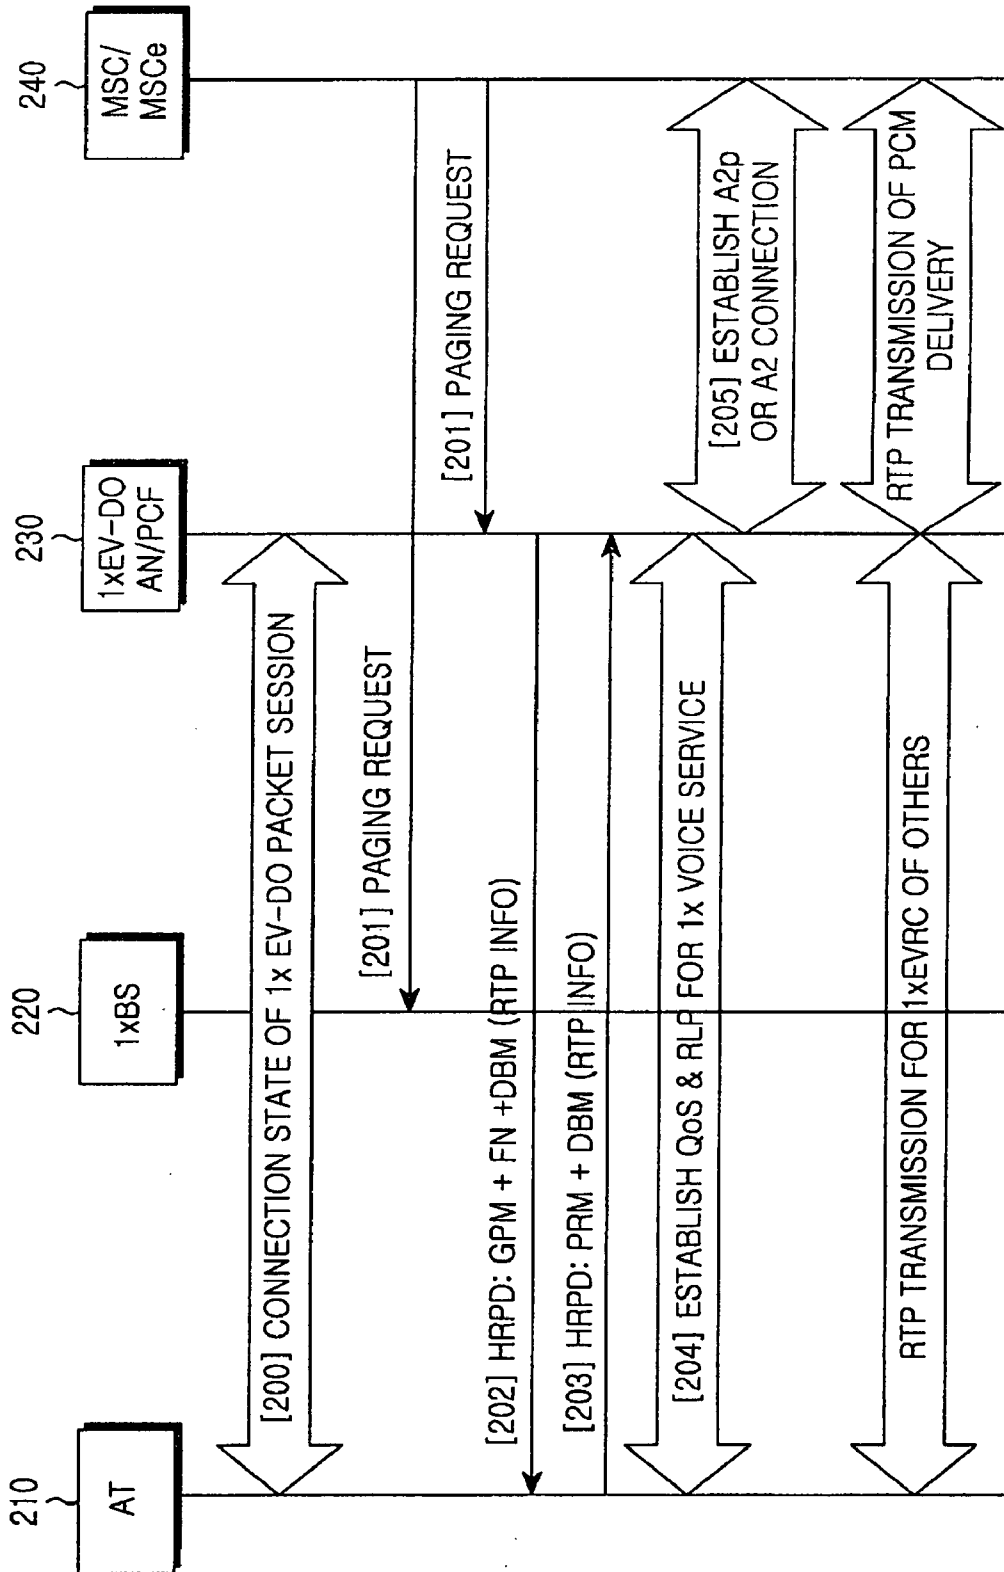 210
AT
220
1xBS
230
1xEV-DO
AN/PCF
240
MSC/
MSCe
[200] CONNECTION STATE OF 1x EV-DO PACKET SESSION
[201] PAGING REQUEST
[201] PAGING REQUEST
[202] HRPD: GPM + FN +DBM (RTP INFO)
[203] HRPD: PRM + DBM (RTP INFO)
[204] ESTABLISH QoS & RLP FOR 1x VOICE SERVICE
[205] ESTABLISH A2p
OR A2 CONNECTION
RTP TRANSMISSION FOR 1xEVRC OF OTHERS
RTP TRANSMISSION OF PCM
DELIVERY